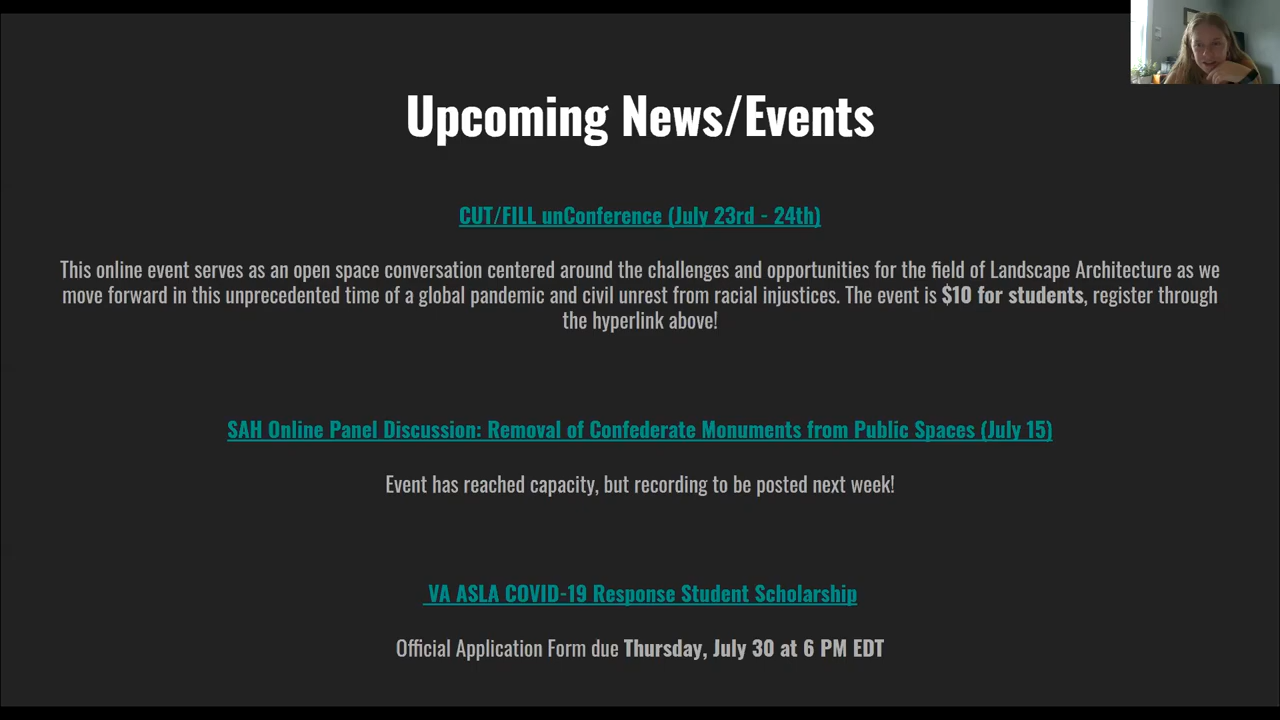 Upcoming News/Events
CUT/FILL unConference (July 23rd - 24th)
This online event serves as an open space conversation centered around the challenges and opportunities for the field of Landscape Architecture as we
move forward in this unprecedented time of a global pandemic and civil unrest from racial injustices. The event is $10 for students, register through
the hyperlink above!
SAH Online Panel Discussion: Removal of Confederate Monuments from Public Spaces (July 15)
Event has reached capacity, but recording to be posted next week!
VA ASLA COVID-19 Response Student Scholarship
Official Application Form due Thursday, July 30 at 6 PM EDT